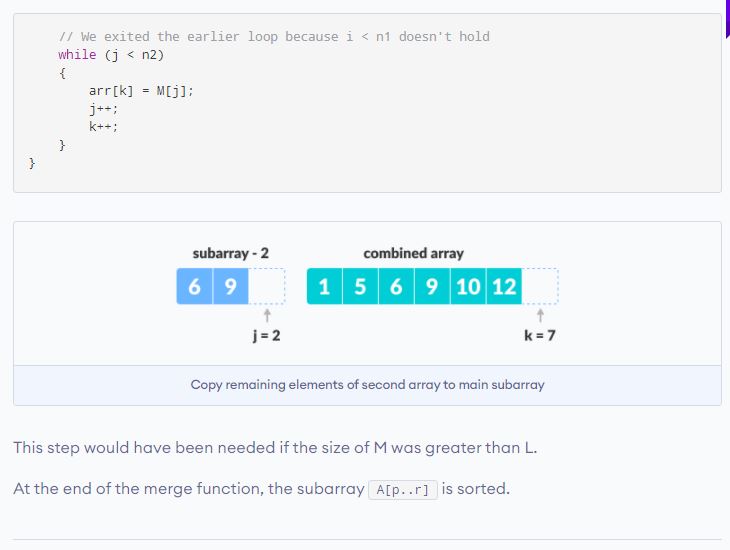 // We exited the earlier loop because i < n1 doesn't hold
while (j < n2)
{
arr[k] = M[j];
j++;
k++;
}
}
subarray - 2 combined array
6 9 1 5 6 9 10 12
j = 2 k = 7
Copy remaining elements of second array to main subarray
This step would have been needed if the size of M was greater than L.
At the end of the merge function, the subarray A[p..r] is sorted.